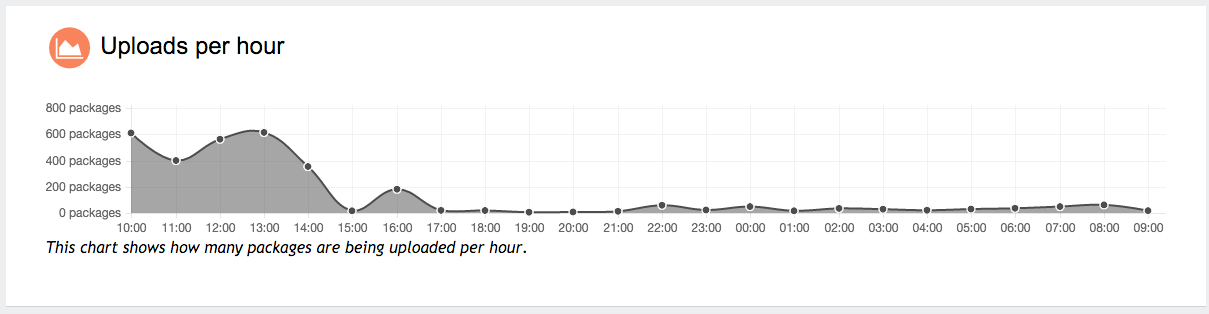 Uploads per hour
800 packages
600 packages
400 packages
200 packages
0 packages
10:00 11:00 12:00 13:00 14:00 15:00 16:00 17:00 18:00 19:00 20:00 21:00 22:00 23:00 00:00 01:00 02:00 03:00 04:00 05:00 06:00 07:00 08:00 09:00
This chart shows how many packages are being uploaded per hour.